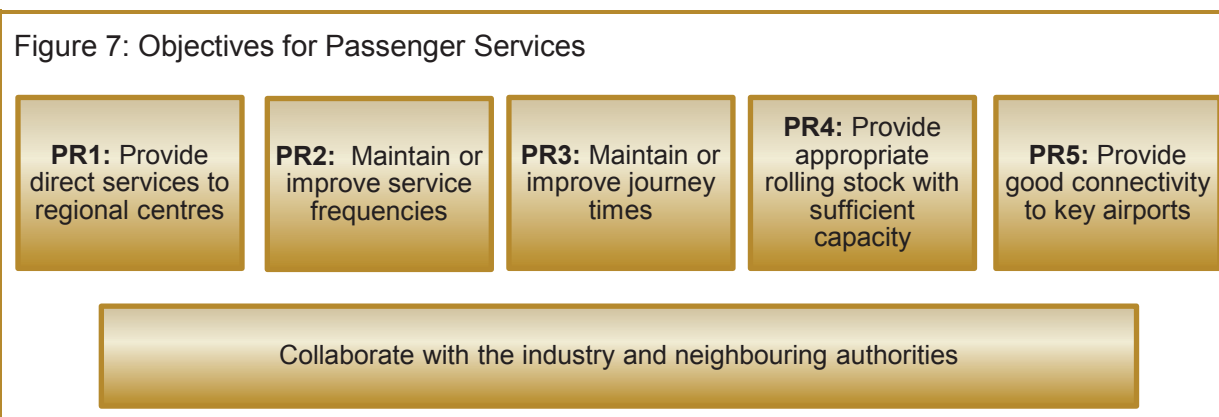 Figure 7: Objectives for Passenger Services
PR1: Provide
direct services to
regional centres
PR2: Maintain or
improve service
frequencies
PR3: Maintain or
improve journey
times
PR4: Provide
appropriate
rolling stock with
sufficient
capacity
PR5: Provide
good connectivity
to key airports
Collaborate with the industry and neighbouring authorities